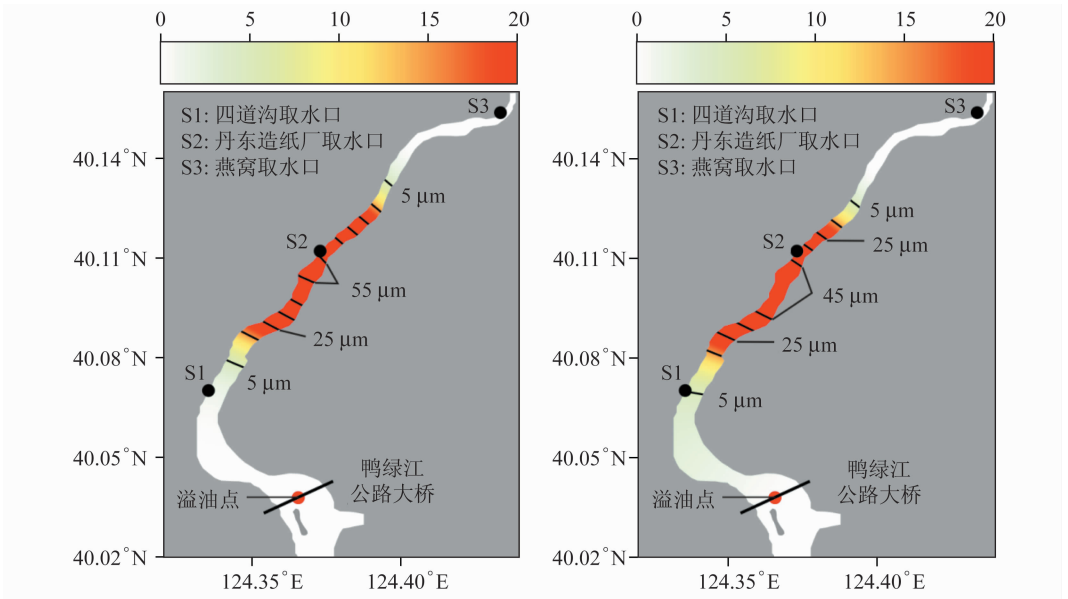 0 5 10 15 20
S1: 四道沟取水口
S2: 丹东造纸厂取水口
S3: 燕窝取水口
S3
40.14°N
5 μm
S2
40.11°N
55 μm
25 μm
40.08°N
S1
5 μm
40.05°N
鸭绿江
公路大桥
溢油点
40.02°N
124.35°E 124.40°E
0 5 10 15 20
S1: 四道沟取水口
S2: 丹东造纸厂取水口
S3: 燕窝取水口
S3
40.14°N
5 μm
S2
25 μm
40.11°N
45 μm
25 μm
40.08°N
S1
5 μm
40.05°N
鸭绿江
公路大桥
溢油点
40.02°N
124.35°E 124.40°E